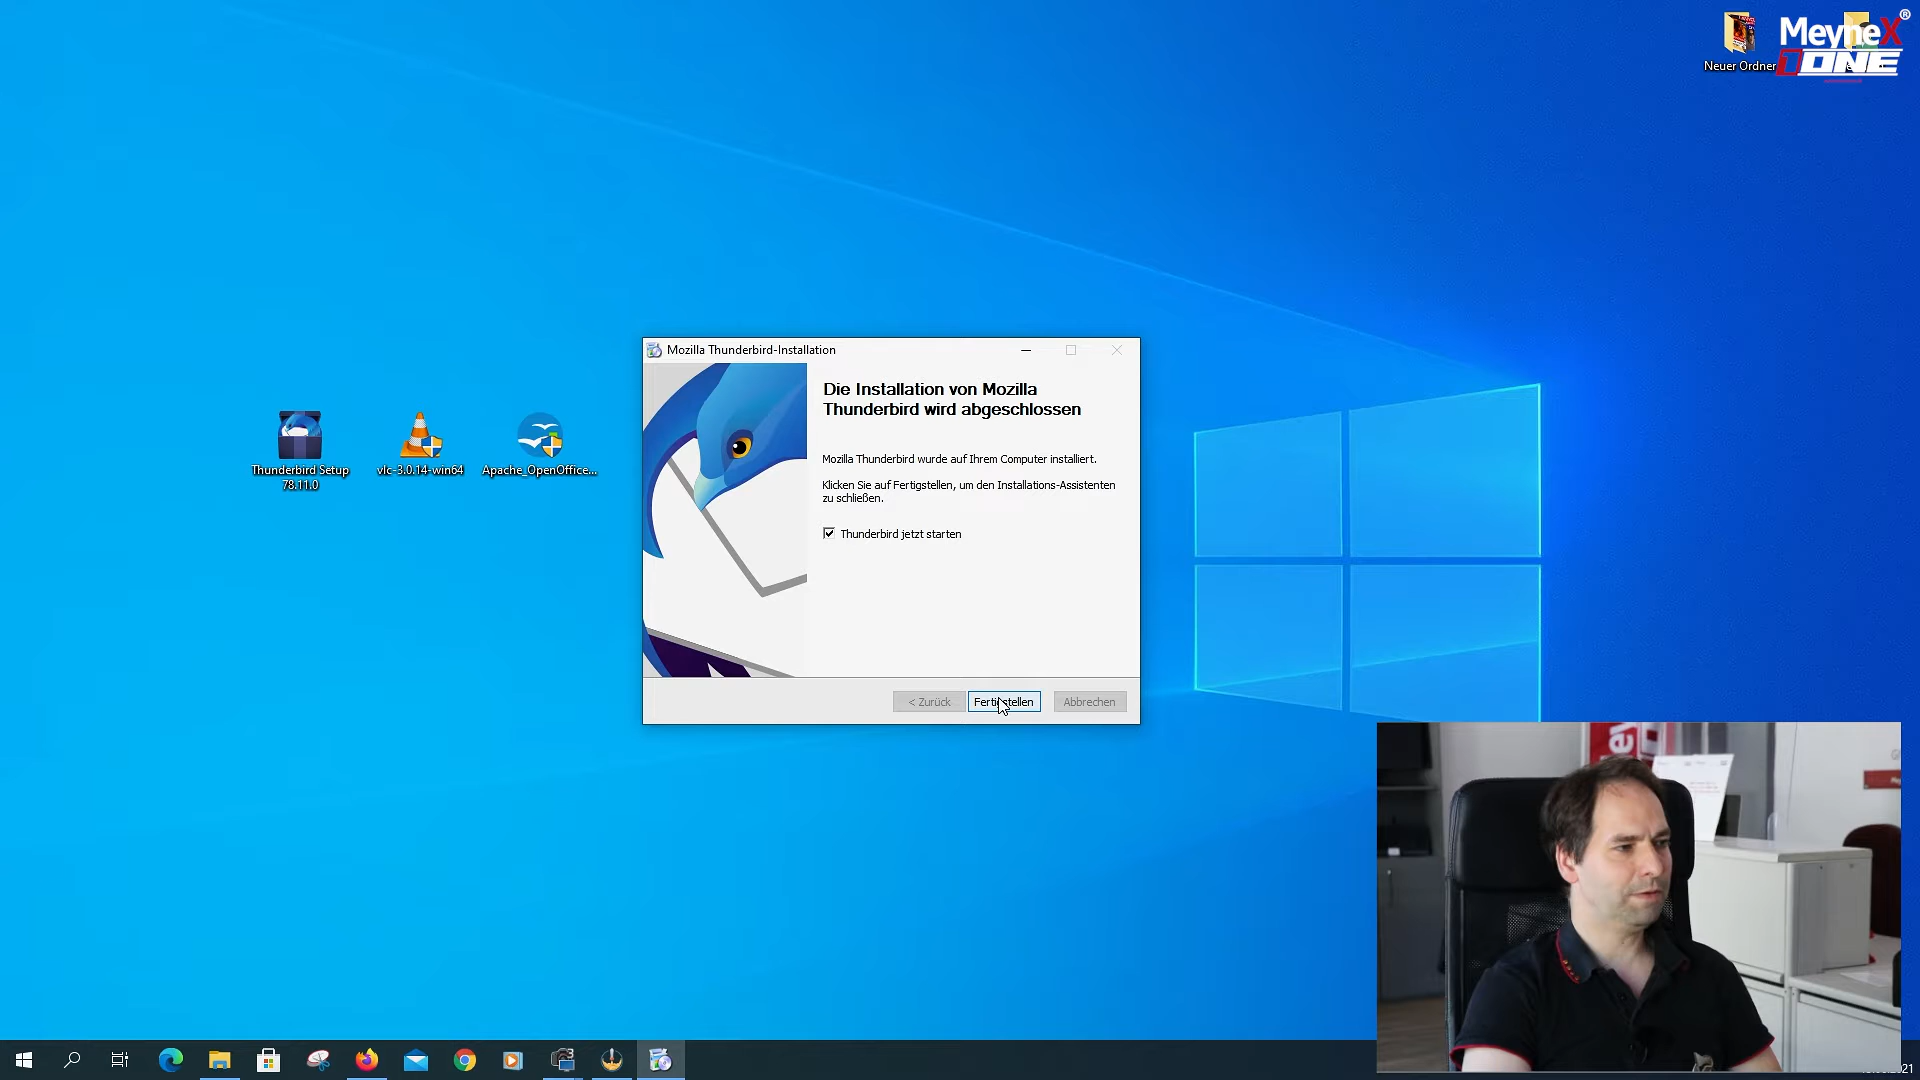 MeyneX®
ONE
Neuer Ordner
Mozilla Thunderbird-Installation
Die Installation von Mozilla
Thunderbird wird abgeschlossen
Mozilla Thunderbird wurde auf Ihrem Computer installiert.
Klicken Sie auf Fertigstellen, um den Installations-Assistenten
zu schließen.
Thunderbird jetzt starten
< Zurück
Fertigstellen
Abbrechen
Thunderbird Setup
78.11.0
vlc-3.0.14-win64
Apache_OpenOffice...